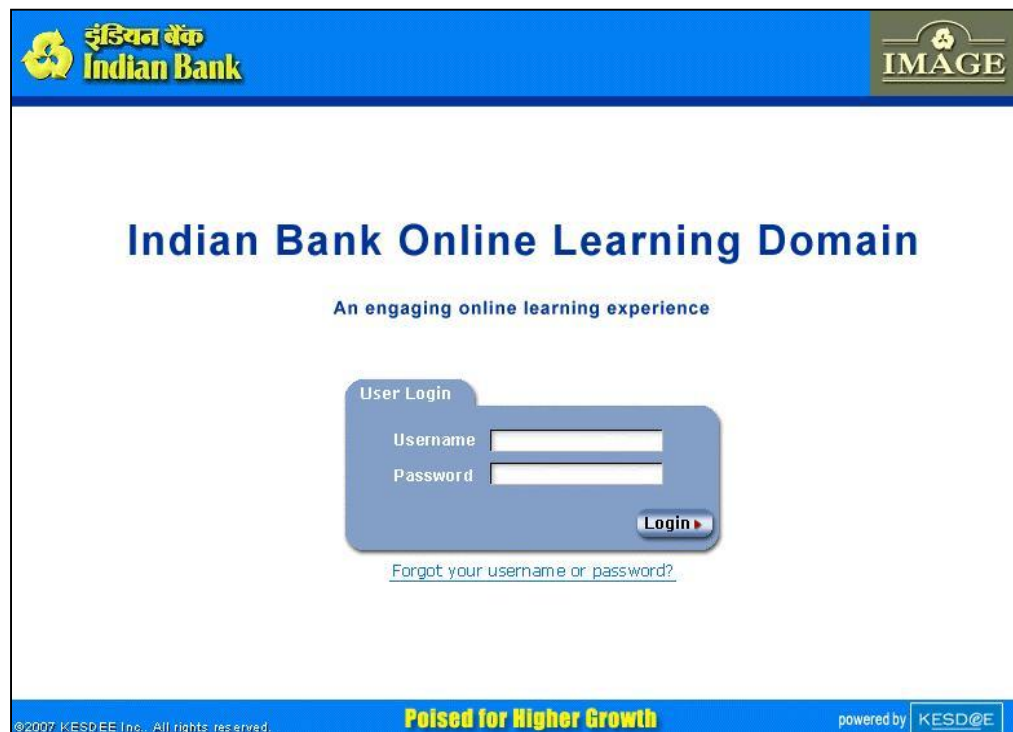 इंडियन बैंक
Indian Bank
IMAGE
Indian Bank Online Learning Domain
An engaging online learning experience
User Login
Username
Password
Login
Forgot your username or password?
©2007 KESDEE Inc.. All rights reserved.
Poised for Higher Growth
powered by KESD@E